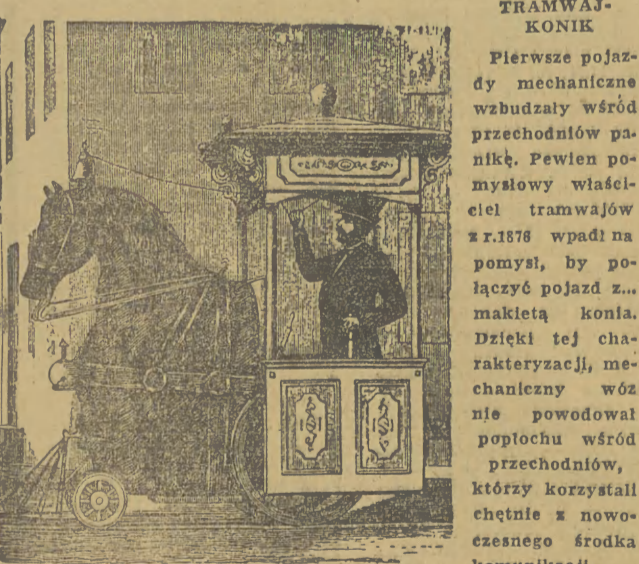 TRAMWAJ-
KONIK
Pierwsze pojaz-
dy mechaniczne
wzbudzały wśród
przechodniów pa-
nikę. Pewien po-
mysłowy właści-
ciel tramwajów
z r.1876 wpadł na
pomysł, by po-
łączyć pojazd z...
makietą konia.
Dzięki tej cha-
rakteryzacji, me-
chaniczny wóz
nie powodował
popłochu wśród
przechodniów,
którzy korzystali
chętnie z nowo-
czesnego środka
komunikacji